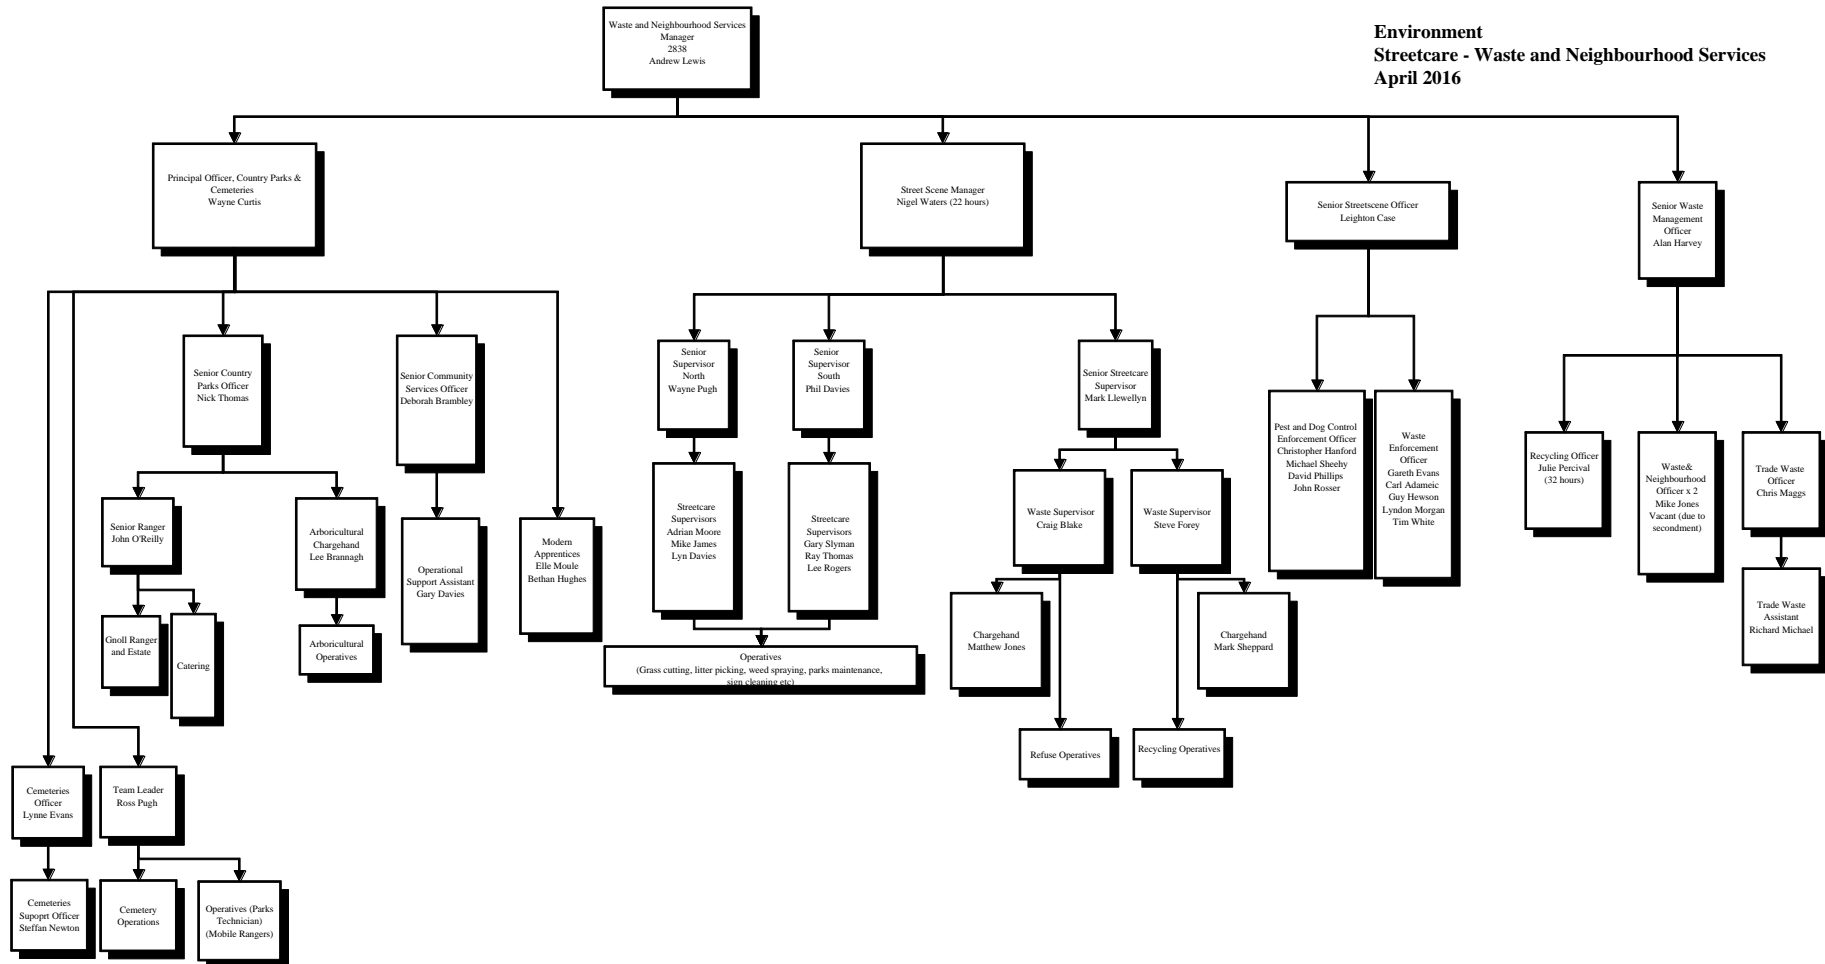 Environment
Streetcare - Waste and Neighbourhood Services
April 2016
Waste and Neighbourhood Services
Manager
2838
Andrew Lewis
Principal Officer, Country Parks &
Cemeteries
Wayne Curtis
Street Scene Manager
Nigel Waters (22 hours)
Senior Streetscene Officer
Leighton Case
Senior Waste
Management
Officer
Alan Harvey
Senior Country
Parks Officer
Nick Thomas
Senior Community
Services Officer
Deborah Brambley
Senior
Supervisor
North
Wayne Pugh
Senior
Supervisor
South
Phil Davies
Senior Streetcare
Supervisor
Mark Llewellyn
Pest and Dog Control
Enforcement Officer
Christopher Hanford
Michael Sheehy
David Phillips
John Rosser
Waste
Enforcement
Officer
Gareth Evans
Carl Adameic
Guy Hewson
Lyndon Morgan
Tim White
Recycling Officer
Julie Percival
(32 hours)
Waste&
Neighbourhood
Officer x 2
Mike Jones
Vacant (due to
secondment)
Trade Waste
Officer
Chris Maggs
Senior Ranger
John O'Reilly
Arboricultural
Chargehand
Lee Brannagh
Operational
Support Assistant
Gary Davies
Modern
Apprentices
Elle Moule
Bethan Hughes
Streetcare
Supervisors
Adrian Moore
Mike James
Lyn Davies
Streetcare
Supervisors
Gary Slyman
Ray Thomas
Lee Rogers
Waste Supervisor
Craig Blake
Waste Supervisor
Steve Forey
Trade Waste
Assistant
Richard Michael
Gnoll Ranger
and Estate
Catering
Arboricultural
Operatives
Operatives
(Grass cutting, litter picking, weed spraying, parks maintenance,
sign cleaning etc)
Chargehand
Matthew Jones
Chargehand
Mark Sheppard
Refuse Operatives
Recycling Operatives
Cemeteries
Officer
Lynne Evans
Team Leader
Ross Pugh
Cemeteries
Supoprt Officer
Steffan Newton
Cemetery
Operations
Operatives (Parks
Technician)
(Mobile Rangers)